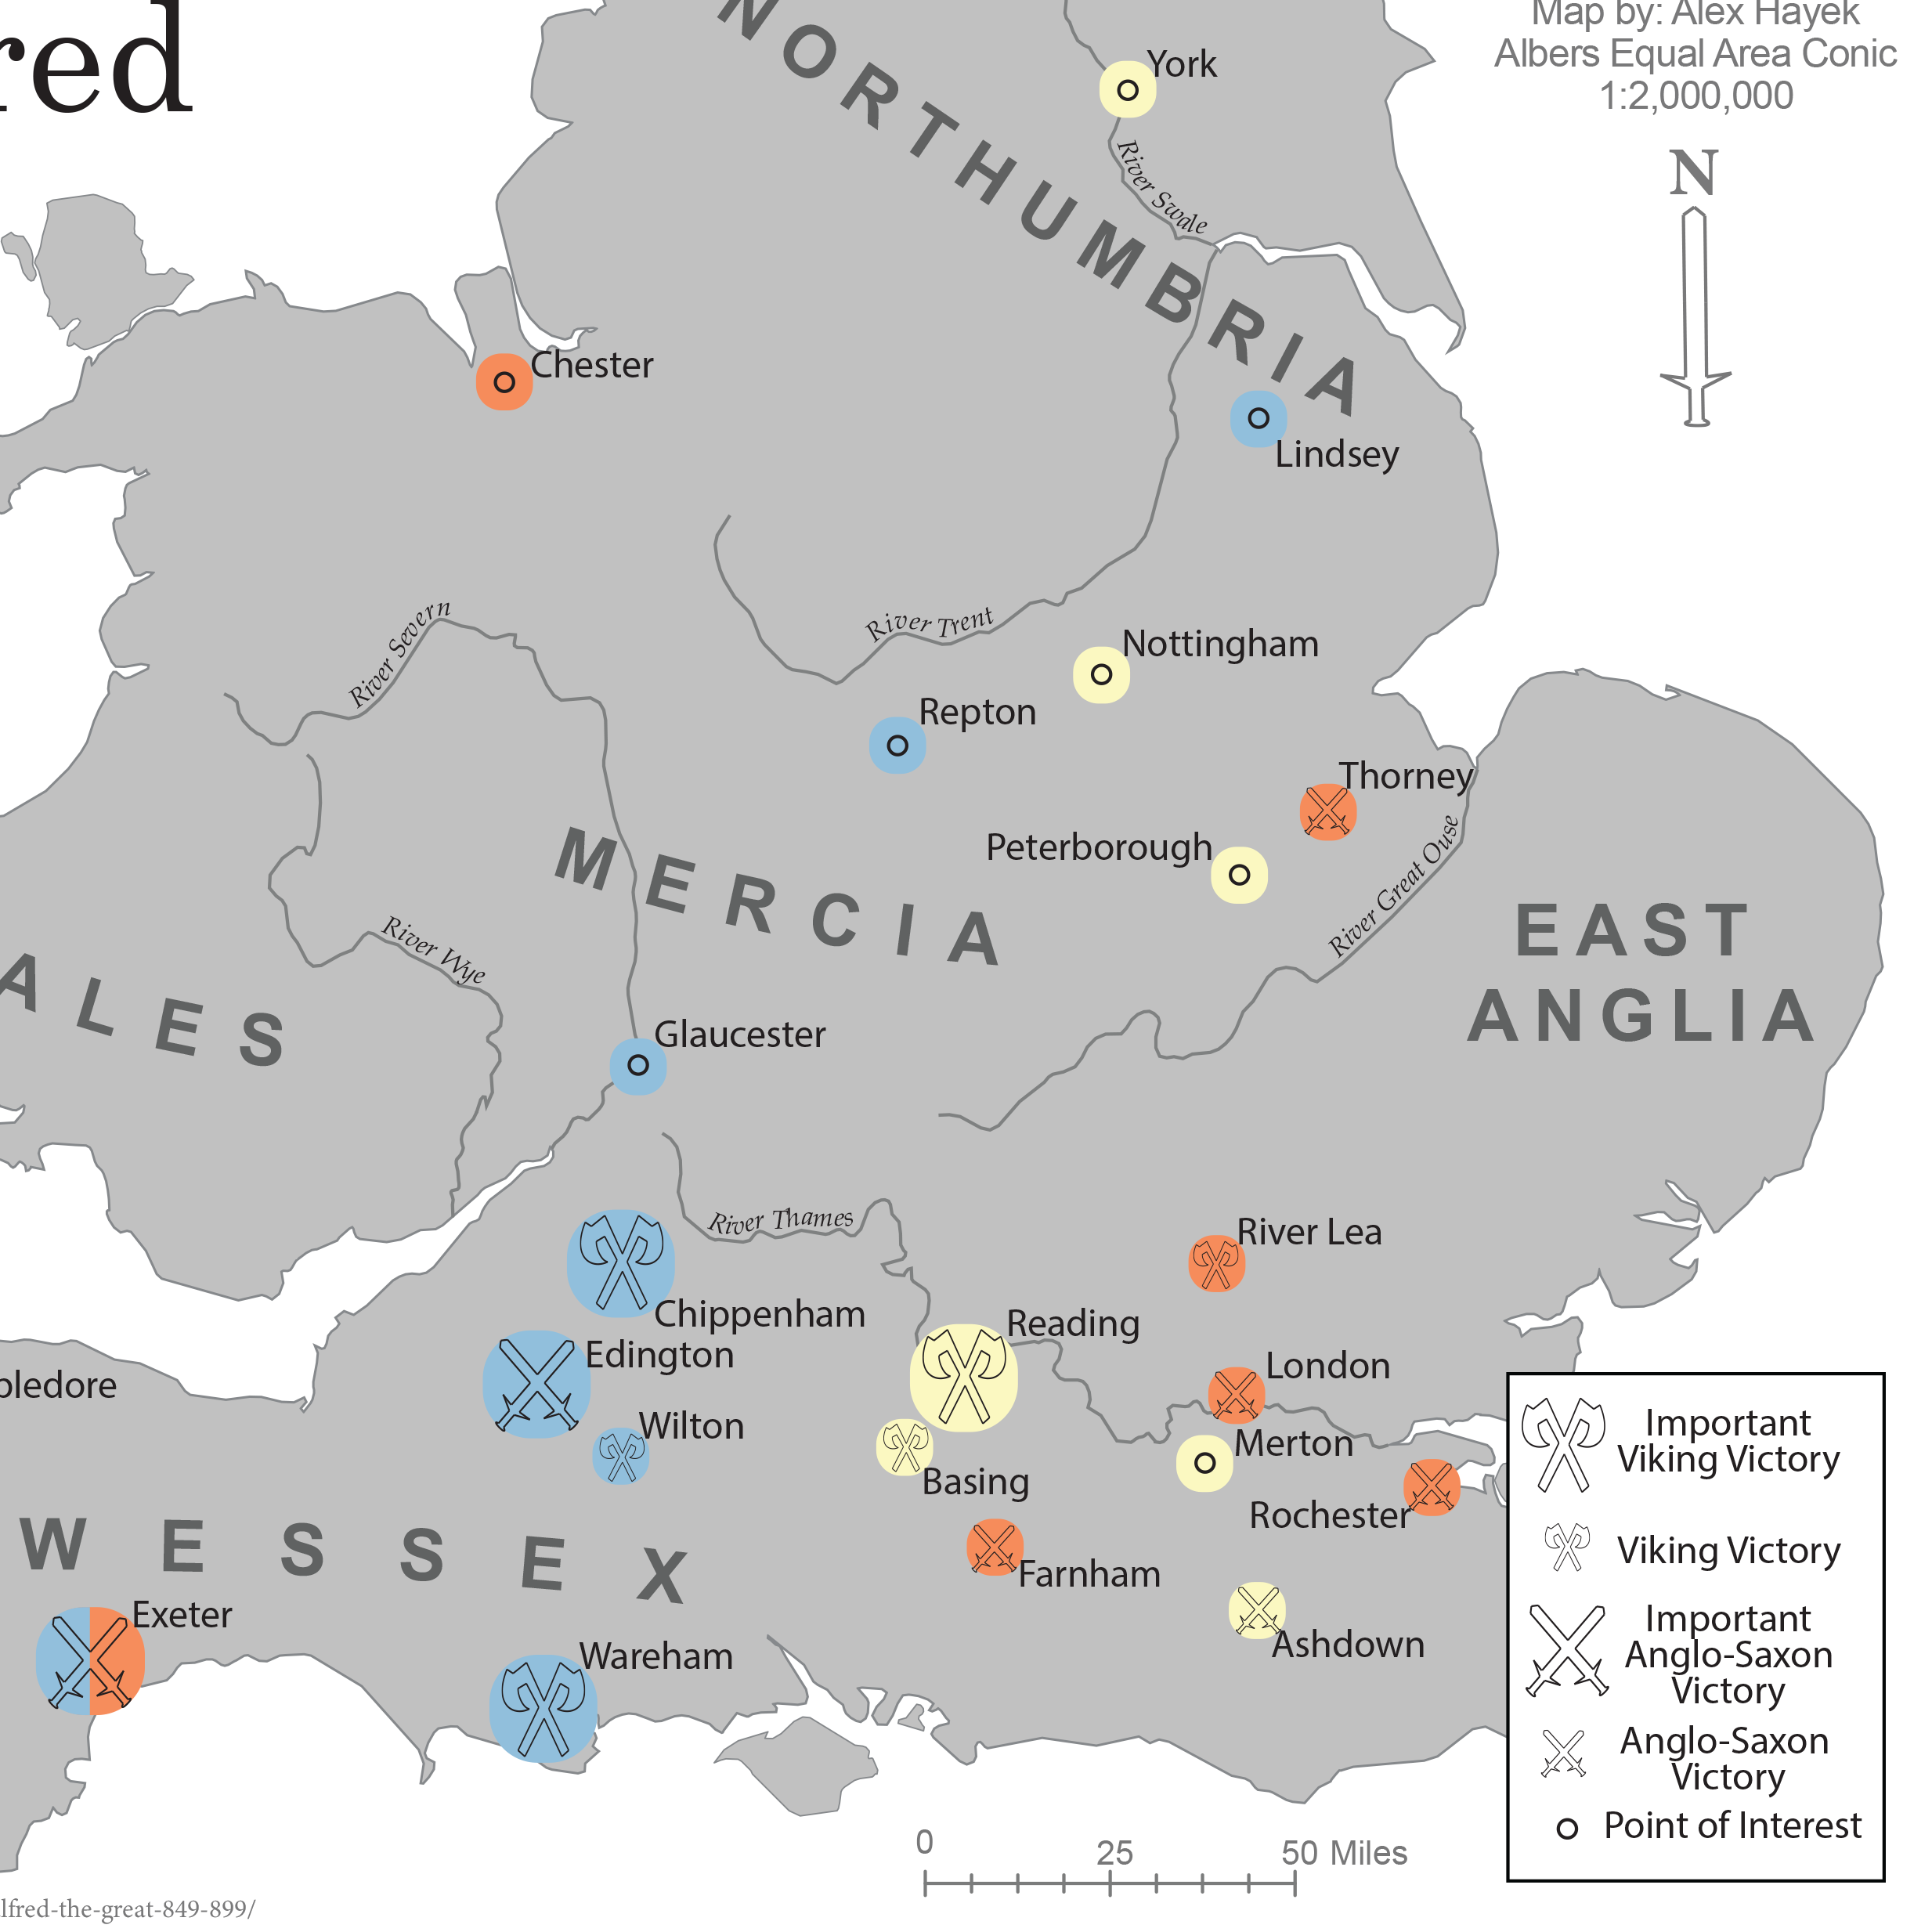 red
Map by: Alex Hayek
Albers Equal Area Conic
1:2,000,000
N
NORTHUMBRIA
York
River Swale
Chester
Lindsey
River Severn
River Trent
Nottingham
Repton
Thorney
Peterborough
River Great Ouse
MERCIA
EAST
ANGLIA
River Wye
ALES
Glaucester
River Thames
River Lea
Chippenham
Reading
Edington
London
bledore
Wilton
Merton
Basing
Rochester
WESSEX
Farnham
Exeter
Ashdown
Wareham
Important
Viking Victory
Viking Victory
Important
Anglo-Saxon
Victory
Anglo-Saxon
Victory
Point of Interest
0 25 50 Miles
lfred-the-great-849-899/